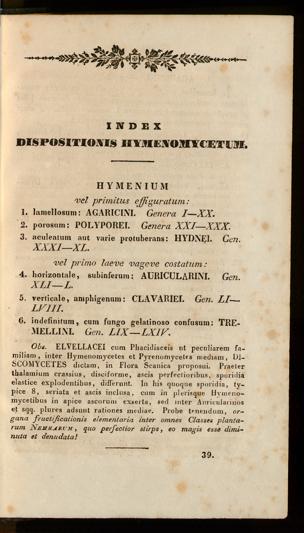 INDEX
DISPOSITIONIS HYMENOMYCETUM.
HYMENIUM
vel primitus effiguratum:
1. lamellosum: AGARICINI. Genera I—XX.
2. porosum: POLYPOREI. Genera XXI—XXX.
3. aculeatum aut varie protuberans: HYDNEI. Gen.
XXXI—XL.
vel primo laeve vageve costatum:
4. horizontale, subinferum: AURICULARINI. Gen.
XLI—L.
5. verticale, amphigenum: CLAVARIEI. Gen. LI—
LVIII.
6. indefinitum, cum fungo gelatinoso confusum: TRE-
MELLINI. Gen. LIX—LXIV.
Obs. ELVELLACEI cum Phacidiaceis ut peculiarem fa-
miliam, inter Hymenomycetes et Pyrenomycetes mediam, DI-
SCOMYCETES dictam, in Flora Scanica proposui. Praeter
thalamium crassius, disciforme, ascis perfectioribus, sporidia
elastice explodentibus, differunt. In his quoque sporidia, ty-
pice 8, seriata et ascis inclusa, cum in plerisque Hymeno-
mycetibus in apice ascorum exserta, sed inter Auricularinos
et sqq. plures adsunt rationes mediae. Probe tenendum, or-
gana fructificationis elementaria inter omnes Classes planta-
rum NEMEARUM, quo perfectior stirps, eo magis esse dimi-
nuta et denudata!
39.